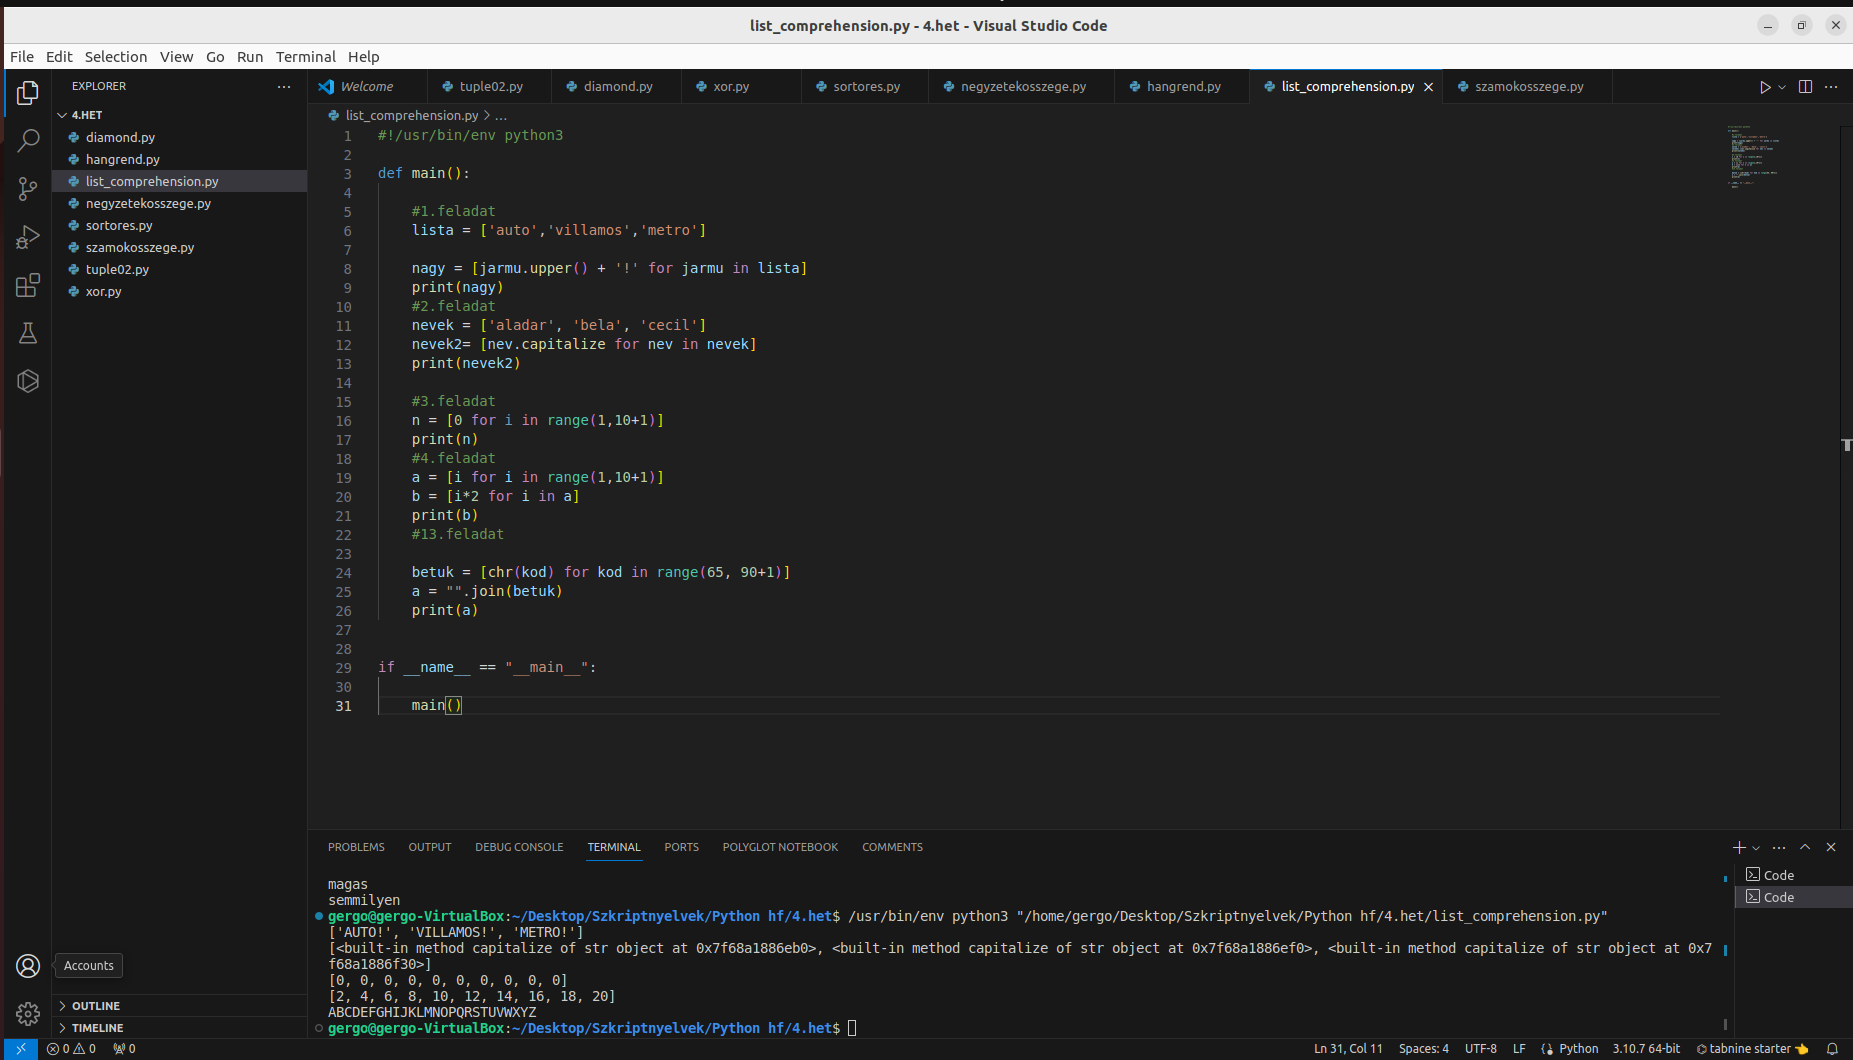 list_comprehension.py - 4.het - Visual Studio Code
File Edit Selection View Go Run Terminal Help
EXPLORER
4.HET
diamond.py
hangrend.py
list_comprehension.py
negyzetekosszege.py
sortores.py
szamokosszege.py
tuple02.py
xor.py
Accounts
OUTLINE
TIMELINE
Welcome tuple02.py diamond.py xor.py sortores.py negyzetekosszege.py hangrend.py list_comprehension.py szamokosszege.py
list_comprehension.py > ...
1 #!/usr/bin/env python3
2
3 def main():
4
5 #1.feladat
6 lista = ['auto','villamos','metro']
7
8 nagy = [jarmu.upper() + '!' for jarmu in lista]
9 print(nagy)
10 #2.feladat
11 nevek = ['aladar', 'bela', 'cecil']
12 nevek2= [nev.capitalize for nev in nevek]
13 print(nevek2)
14
15 #3.feladat
16 n = [0 for i in range(1,10+1)]
17 print(n)
18 #4.feladat
19 a = [i for i in range(1,10+1)]
20 b = [i*2 for i in a]
21 print(b)
22 #13.feladat
23
24 betuk = [chr(kod) for kod in range(65, 90+1)]
25 a = "".join(betuk)
26 print(a)
27
28
29 if __name__ == "__main__":
30
31 main()
PROBLEMS OUTPUT DEBUG CONSOLE TERMINAL PORTS POLYGLOT NOTEBOOK COMMENTS
magas
semmilyen
gergo@gergo-VirtualBox:~/Desktop/Szkriptnyelvek/Python hf/4.het$ /usr/bin/env python3 "/home/gergo/Desktop/Szkriptnyelvek/Python hf/4.het/list_comprehension.py"
['AUTO!', 'VILLAMOS!', 'METRO!']
[<built-in method capitalize of str object at 0x7f68a1886eb0>, <built-in method capitalize of str object at 0x7f68a1886ef0>, <built-in method capitalize of str object at 0x7
f68a1886f30>]
[0, 0, 0, 0, 0, 0, 0, 0, 0, 0]
[2, 4, 6, 8, 10, 12, 14, 16, 18, 20]
ABCDEFGHIJKLMNOPQRSTUVWXYZ
gergo@gergo-VirtualBox:~/Desktop/Szkriptnyelvek/Python hf/4.het$
Code
Code
0 0 0 Ln 31, Col 11 Spaces: 4 UTF-8 LF Python 3.10.7 64-bit tabnine starter